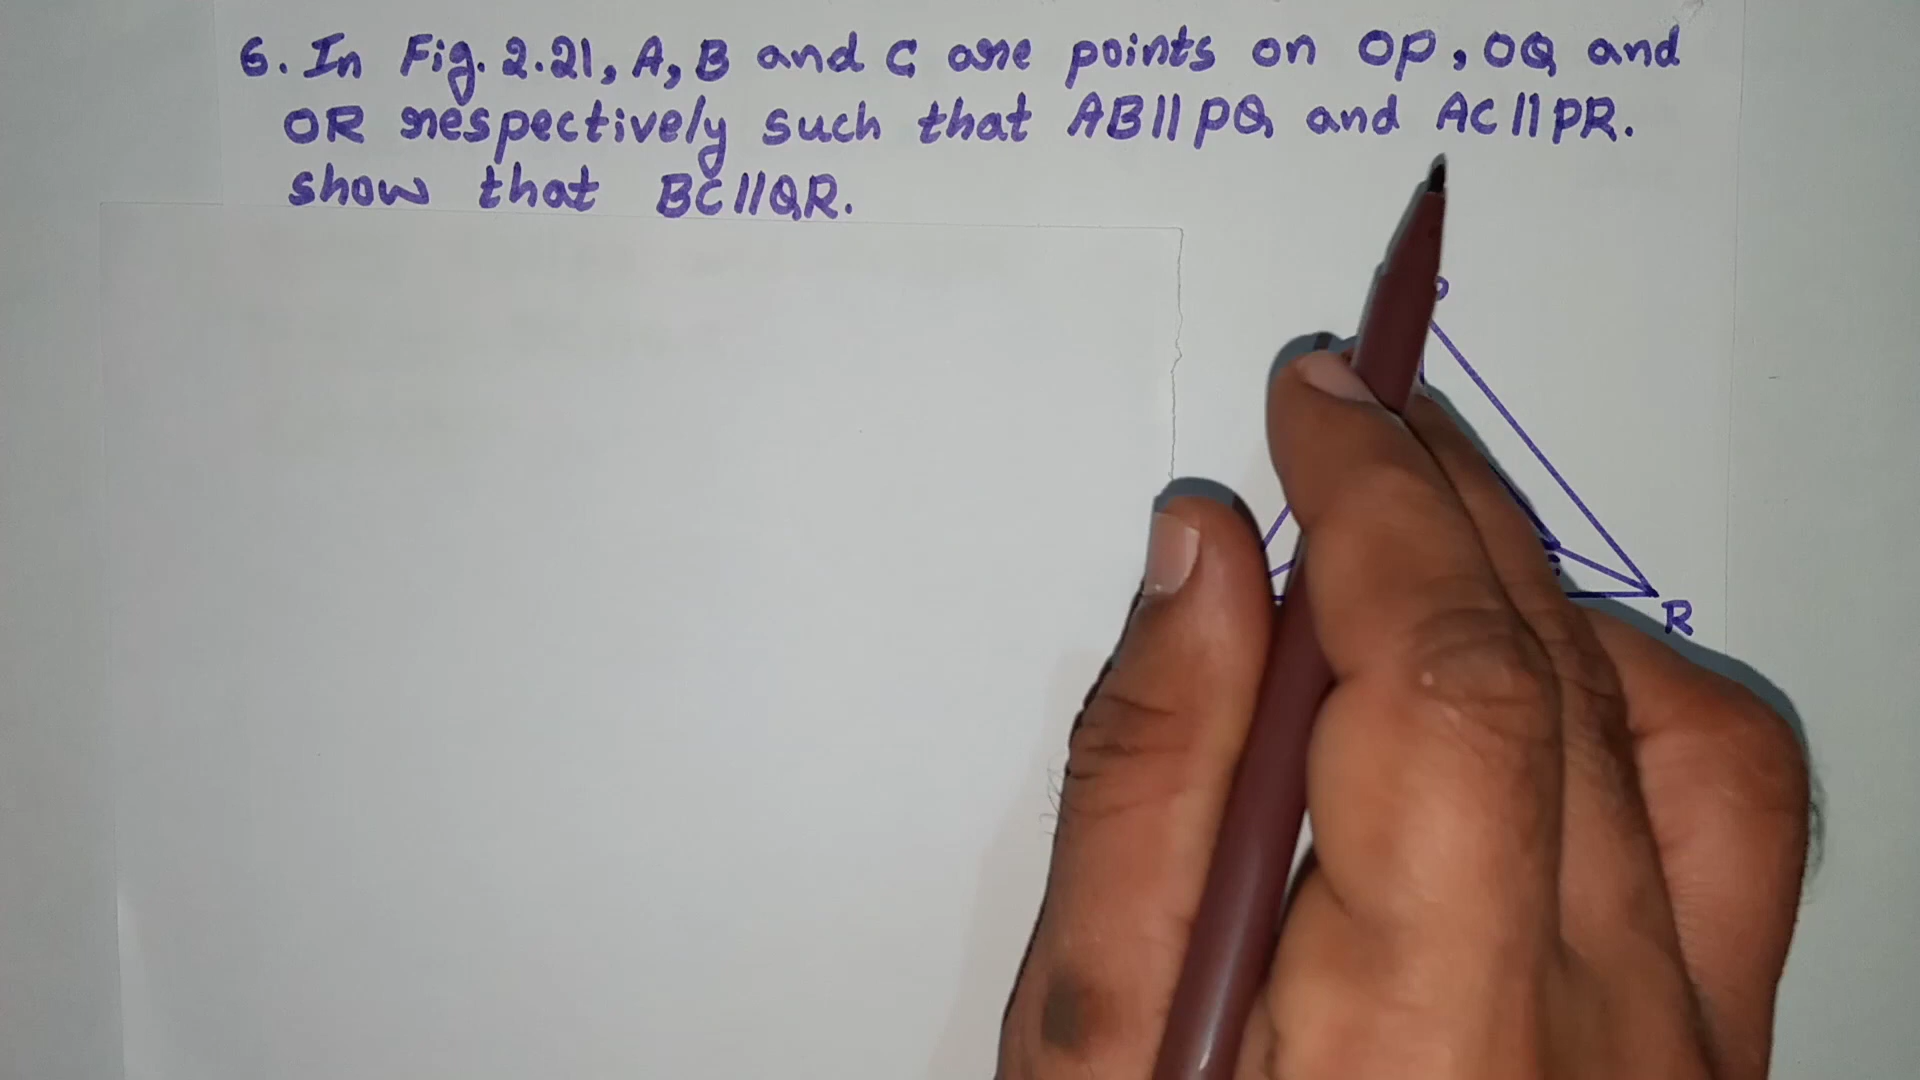 6. In Fig. 2.21, A, B and C are points on OP, OQ and
OR respectively such that AB||PQ and AC||PR.
show that BC||QR.
R